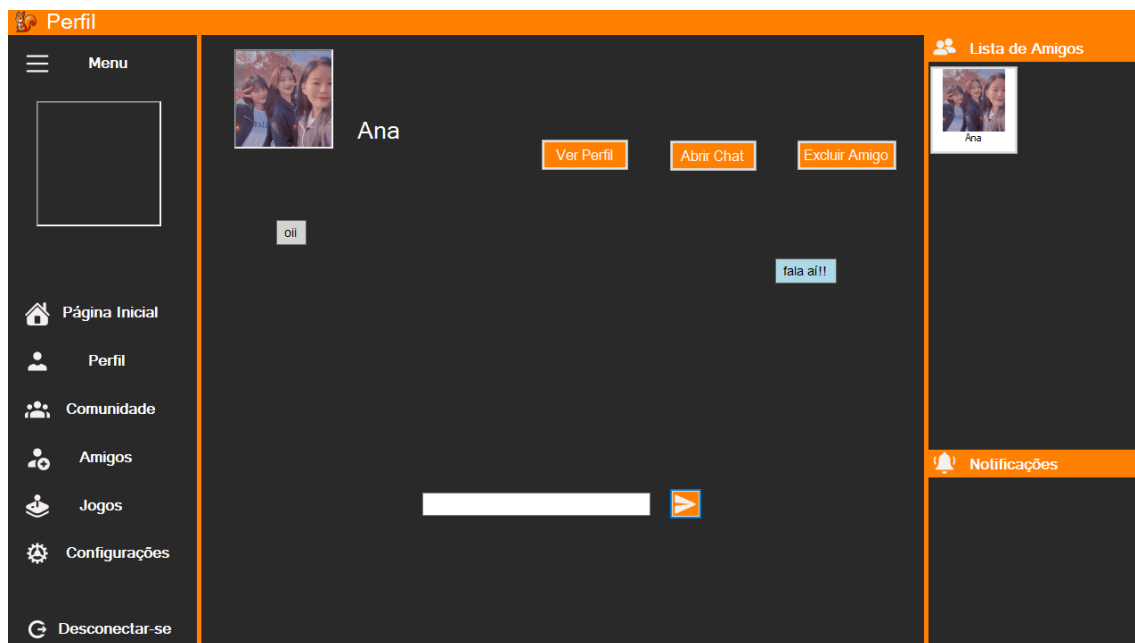 Perfil
Menu
Página Inicial
Perfil
Comunidade
Amigos
Jogos
Configurações
Desconectar-se
Ana
Ver Perfil
Abrir Chat
Excluir Amigo
oii
fala aí!!
Lista de Amigos
Ana
Notificações